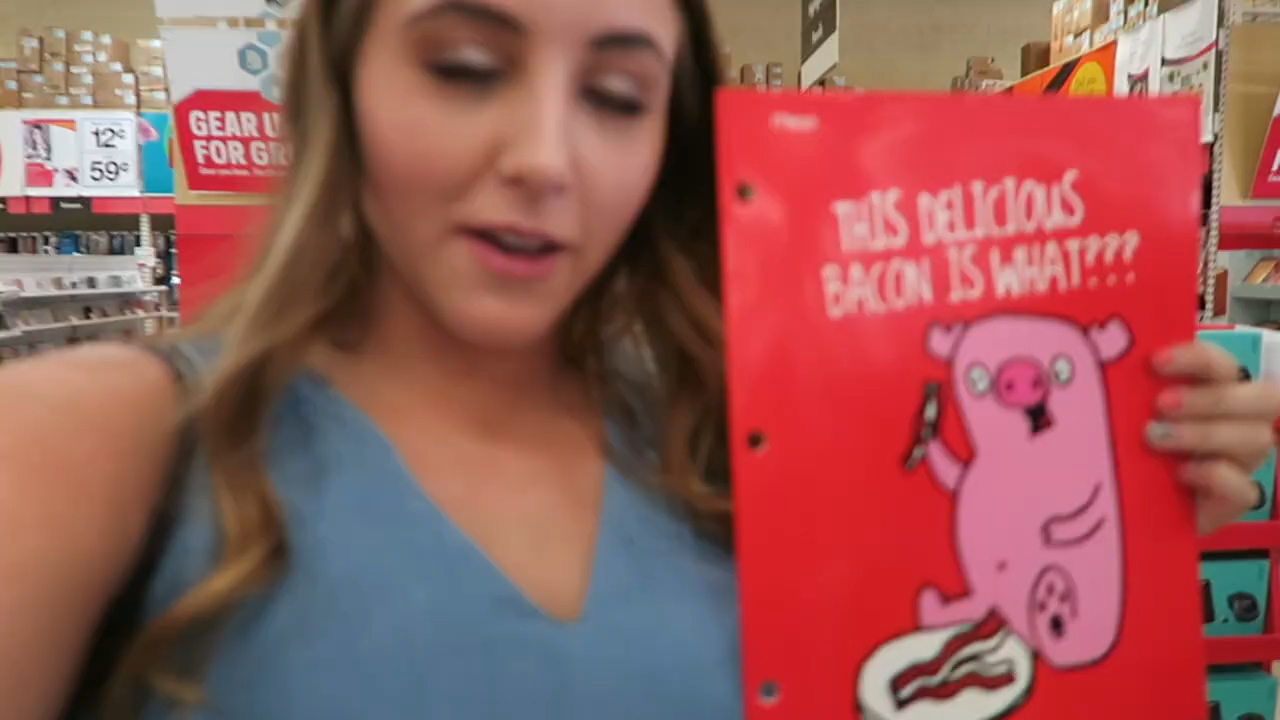 GEAR U
FOR GR
12¢
59¢
THIS DELICIOUS
BACON IS WHAT???